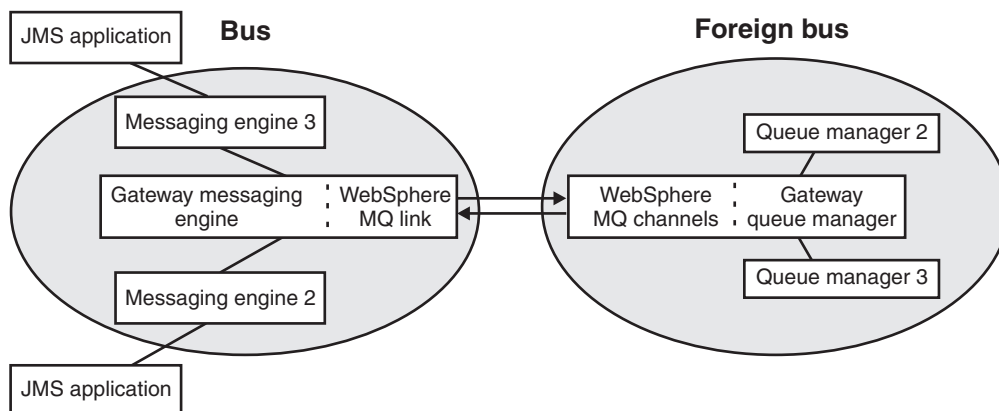 JMS application
Bus
Foreign bus
Messaging engine 3
Queue manager 2
Gateway messaging
engine
WebSphere
MQ link
WebSphere
MQ channels
Gateway
queue manager
Messaging engine 2
Queue manager 3
JMS application